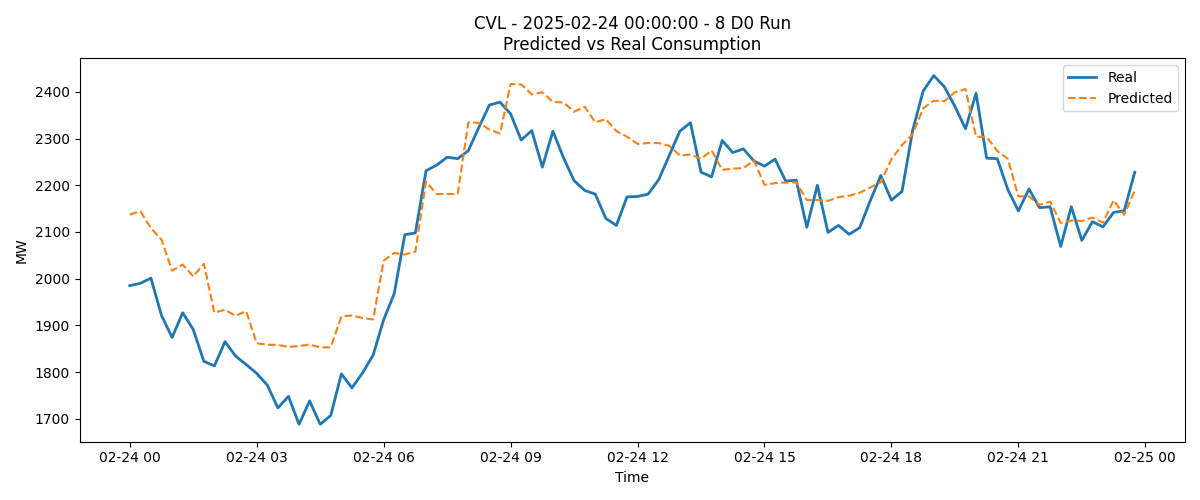 CVL - 2025-02-24 00:00:00 - 8 D0 Run
Predicted vs Real Consumption
Real
Predicted
MW
2400
2300
2200
2100
2000
1900
1800
1700
02-24 00
02-24 03
02-24 06
02-24 09
02-24 12
02-24 15
02-24 18
02-24 21
02-25 00
Time